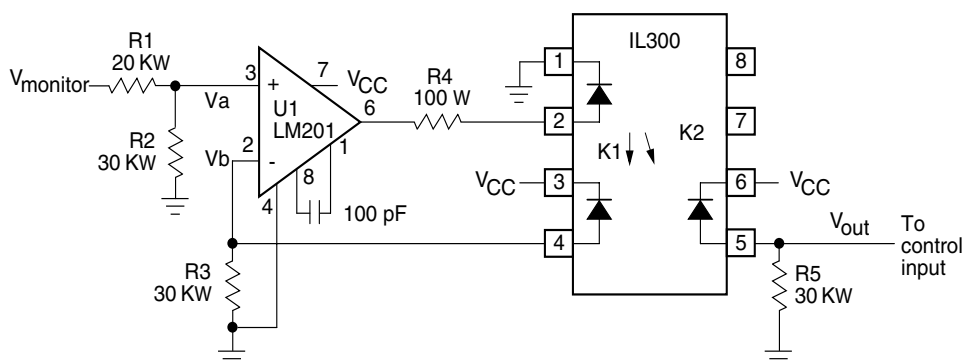 IL300
R1
20 KW
Vmonitor
3
+
7
VCC
Va
U1
LM201
6
R4
100 W
1
8
2
7
K2
K1
R2
30 KW
2
Vb
-
1
8
4
100 pF
VCC
3
6
VCC
4
5
Vout
To
control
input
R3
30 KW
R5
30 KW